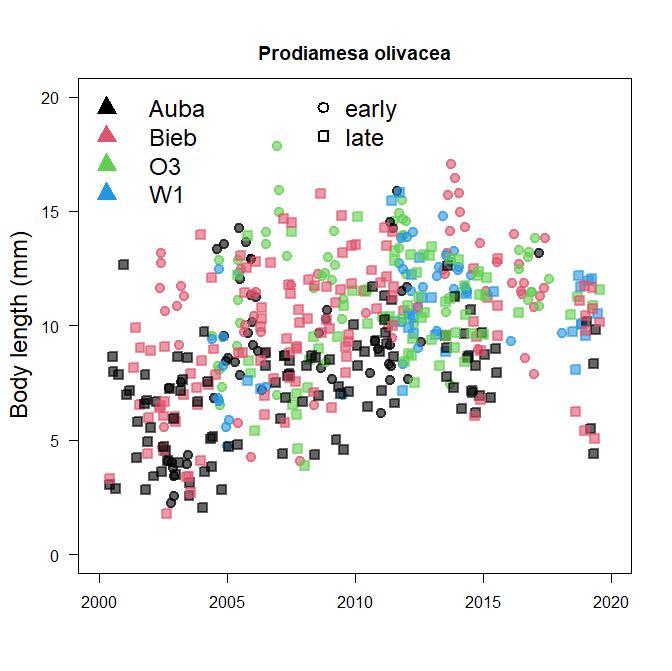 Prodiamesa olivacea
Body length (mm)
20
15
10
5
0
Auba
Bieb
O3
W1
early
late
2000 2005 2010 2015 2020